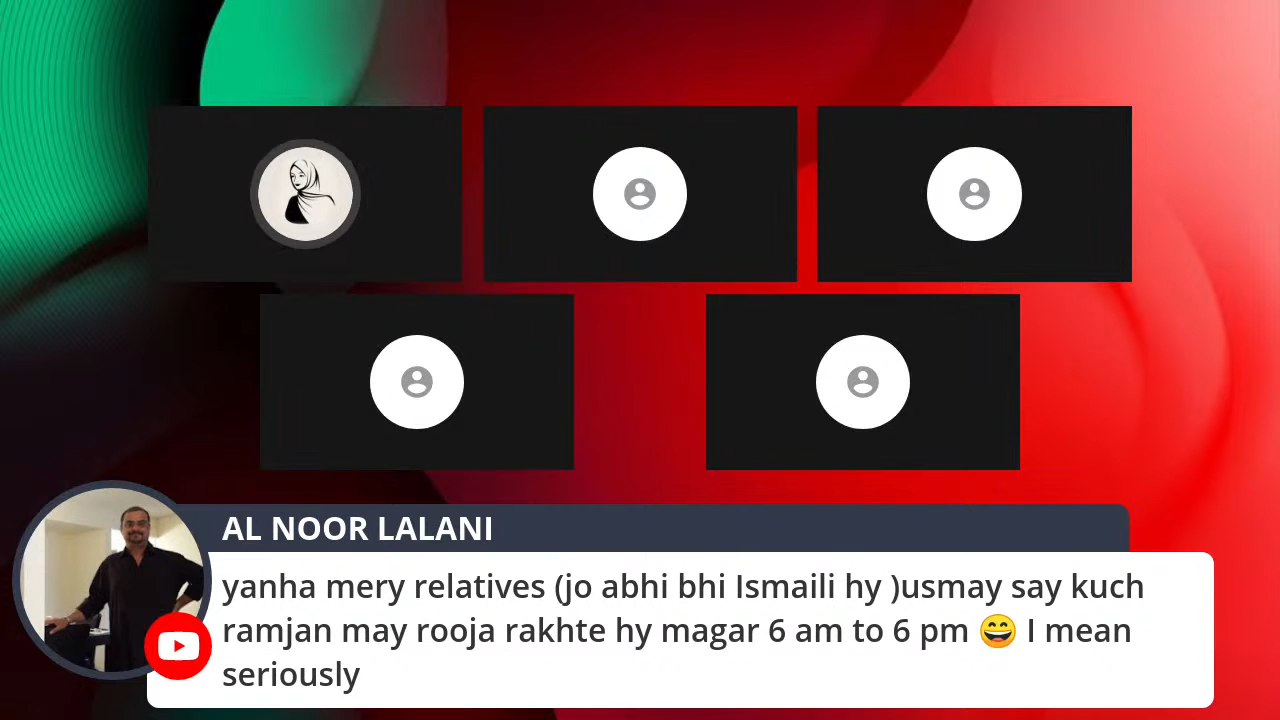 AL NOOR LALANI
yanha mery relatives (jo abhi bhi Ismaili hy )usmay say kuch
ramjan may rooja rakhte hy magar 6 am to 6 pm 😄 I mean
seriously